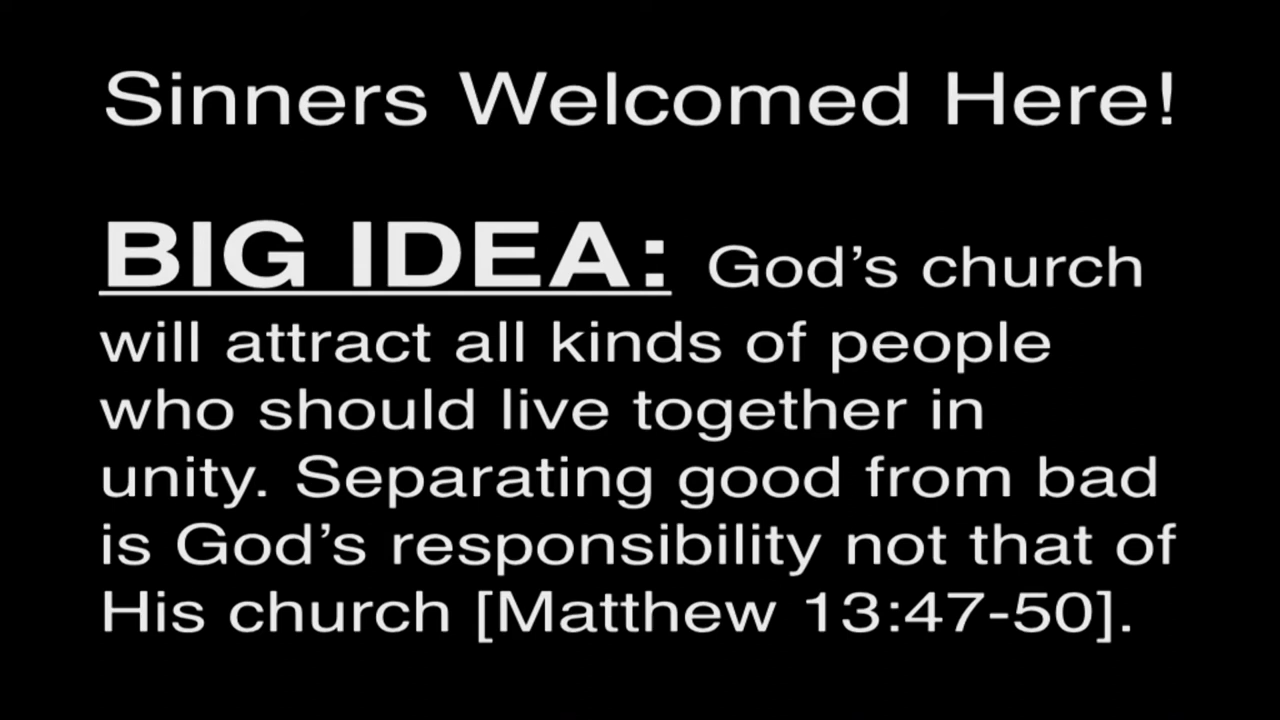 Sinners Welcomed Here!
BIG IDEA: God’s church
will attract all kinds of people
who should live together in
unity. Separating good from bad
is God’s responsibility not that of
His church [Matthew 13:47-50].